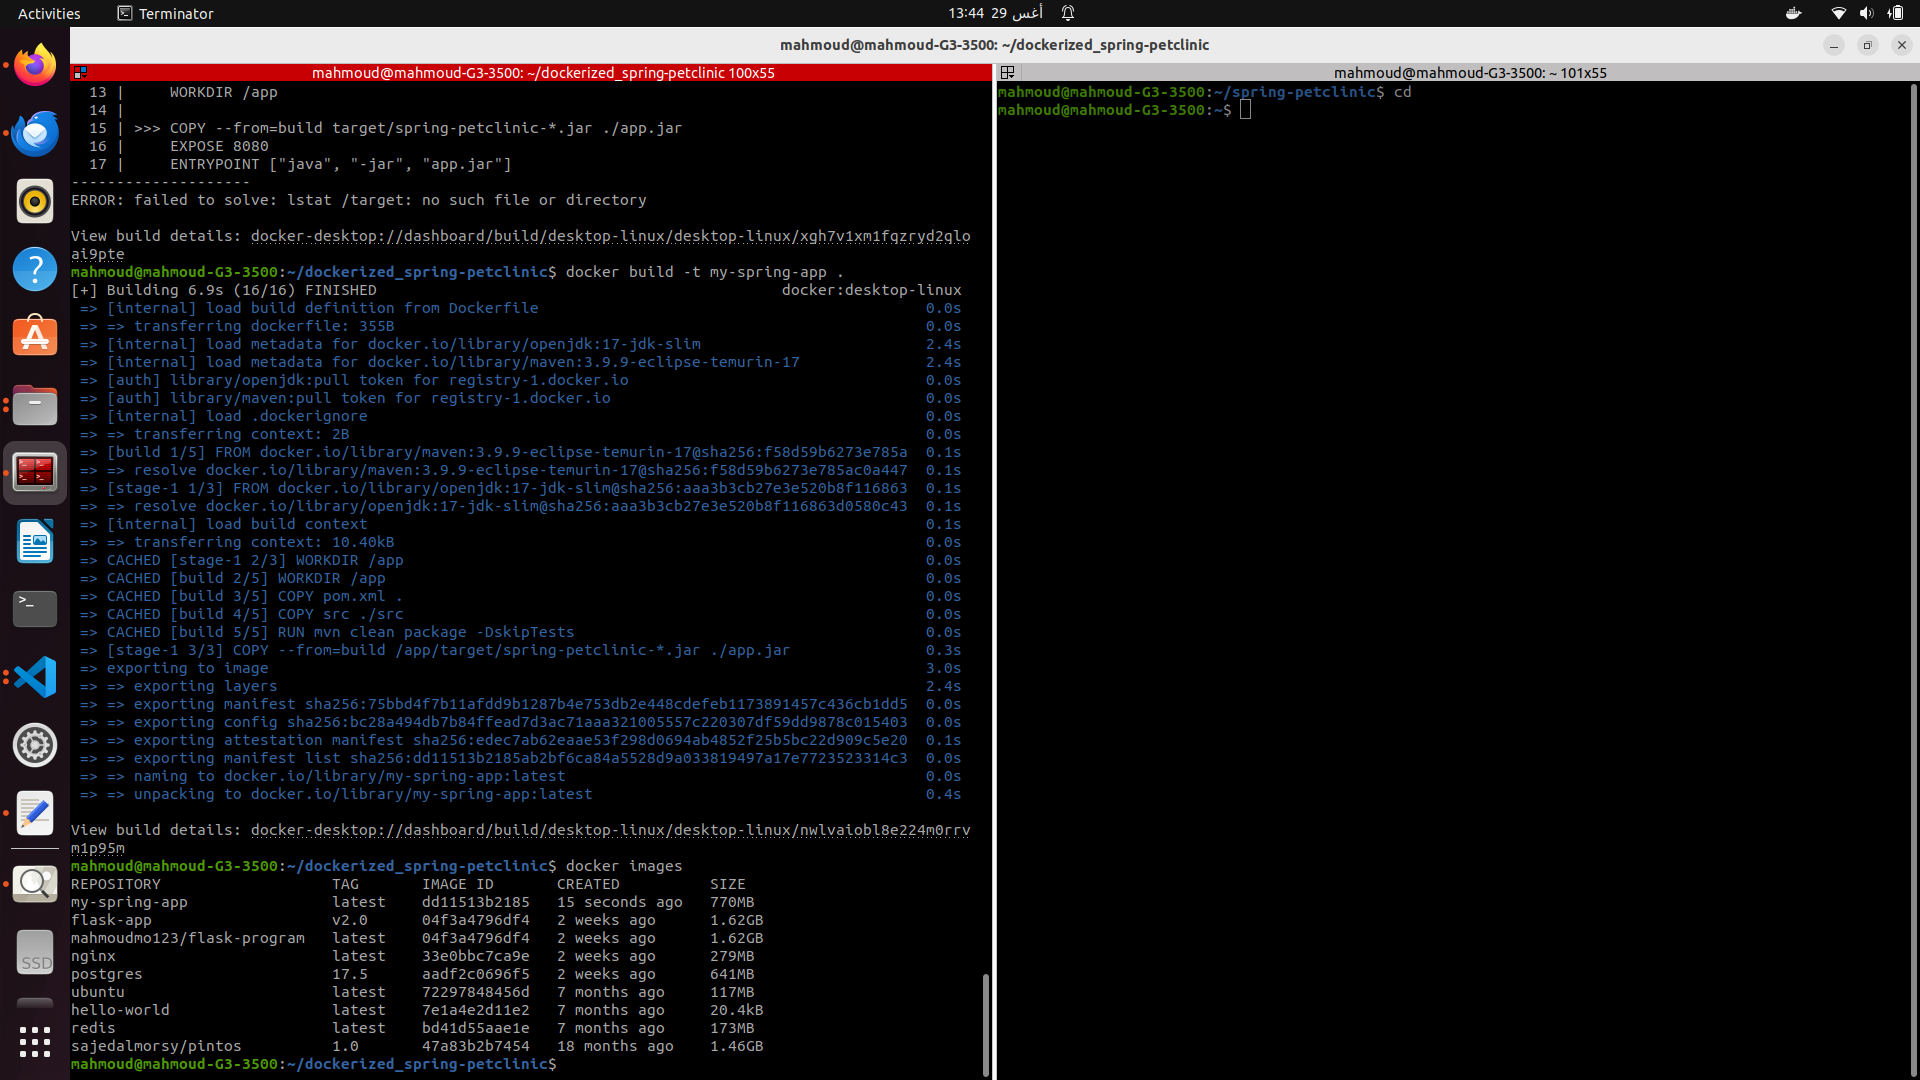 Activities
Terminator
13:44 29 أغس
mahmoud@mahmoud-G3-3500: ~/dockerized_spring-petclinic
mahmoud@mahmoud-G3-3500: ~/dockerized_spring-petclinic 100x55
13 |     WORKDIR /app
14 |
15 | >>> COPY --from=build target/spring-petclinic-*.jar ./app.jar
16 |     EXPOSE 8080
17 |     ENTRYPOINT ["java", "-jar", "app.jar"]
--------------------
ERROR: failed to solve: lstat /target: no such file or directory
View build details: docker-desktop://dashboard/build/desktop-linux/desktop-linux/xgh7v1xm1fqzryd2qlo
ai9pte
mahmoud@mahmoud-G3-3500:~/dockerized_spring-petclinic$ docker build -t my-spring-app .
[+] Building 6.9s (16/16) FINISHED docker:desktop-linux
=> [internal] load build definition from Dockerfile 0.0s
=> => transferring dockerfile: 355B 0.0s
=> [internal] load metadata for docker.io/library/openjdk:17-jdk-slim 2.4s
=> [internal] load metadata for docker.io/library/maven:3.9.9-eclipse-temurin-17 2.4s
=> [auth] library/openjdk:pull token for registry-1.docker.io 0.0s
=> [auth] library/maven:pull token for registry-1.docker.io 0.0s
=> [internal] load .dockerignore 0.0s
=> => transferring context: 2B 0.0s
=> [build 1/5] FROM docker.io/library/maven:3.9.9-eclipse-temurin-17@sha256:f58d59b6273e785a 0.1s
=> => resolve docker.io/library/maven:3.9.9-eclipse-temurin-17@sha256:f58d59b6273e785ac0a447 0.1s
=> [stage-1 1/3] FROM docker.io/library/openjdk:17-jdk-slim@sha256:aaa3b3cb27e3e520b8f116863 0.1s
=> => resolve docker.io/library/openjdk:17-jdk-slim@sha256:aaa3b3cb27e3e520b8f116863d0580c43 0.1s
=> [internal] load build context 0.1s
=> => transferring context: 10.40kB 0.0s
=> CACHED [stage-1 2/3] WORKDIR /app 0.0s
=> CACHED [build 2/5] WORKDIR /app 0.0s
=> CACHED [build 3/5] COPY pom.xml . 0.0s
=> CACHED [build 4/5] COPY src ./src 0.0s
=> CACHED [build 5/5] RUN mvn clean package -DskipTests 0.0s
=> [stage-1 3/3] COPY --from=build /app/target/spring-petclinic-*.jar ./app.jar 0.3s
=> exporting to image 3.0s
=> => exporting layers 2.4s
=> => exporting manifest sha256:75bbd4f7b11afdd9b1287b4e753db2e448cdefeb1173891457c436cb1dd5 0.0s
=> => exporting config sha256:bc28a494db7b84ffead7d3ac71aaa321005557c220307df59dd9878c015403 0.0s
=> => exporting attestation manifest sha256:edec7ab62eaae53f298d0694ab4852f25b5bc22d909c5e20 0.1s
=> => exporting manifest list sha256:dd11513b2185ab2bf6ca84a5528d9a033819497a17e7723523314c3 0.0s
=> => naming to docker.io/library/my-spring-app:latest 0.0s
=> => unpacking to docker.io/library/my-spring-app:latest 0.4s
View build details: docker-desktop://dashboard/build/desktop-linux/desktop-linux/nwlvaiobl8e224m0rrv
m1p95m
mahmoud@mahmoud-G3-3500:~/dockerized_spring-petclinic$ docker images
REPOSITORY TAG IMAGE ID CREATED SIZE
my-spring-app latest dd11513b2185 15 seconds ago 770MB
flask-app v2.0 04f3a4796df4 2 weeks ago 1.62GB
mahmoudmo123/flask-program latest 04f3a4796df4 2 weeks ago 1.62GB
nginx latest 33e0bbc7ca9e 2 weeks ago 279MB
postgres 17.5 aadf2c0696f5 2 weeks ago 641MB
ubuntu latest 72297848456d 7 months ago 117MB
hello-world latest 7e1a4e2d11e2 7 months ago 20.4kB
redis latest bd41d55aae1e 7 months ago 173MB
sajedalmorsy/pintos 1.0 47a83b2b7454 18 months ago 1.46GB
mahmoud@mahmoud-G3-3500:~/dockerized_spring-petclinic$
mahmoud@mahmoud-G3-3500: ~ 101x55
mahmoud@mahmoud-G3-3500:~/spring-petclinic$ cd
mahmoud@mahmoud-G3-3500:~$
SSD